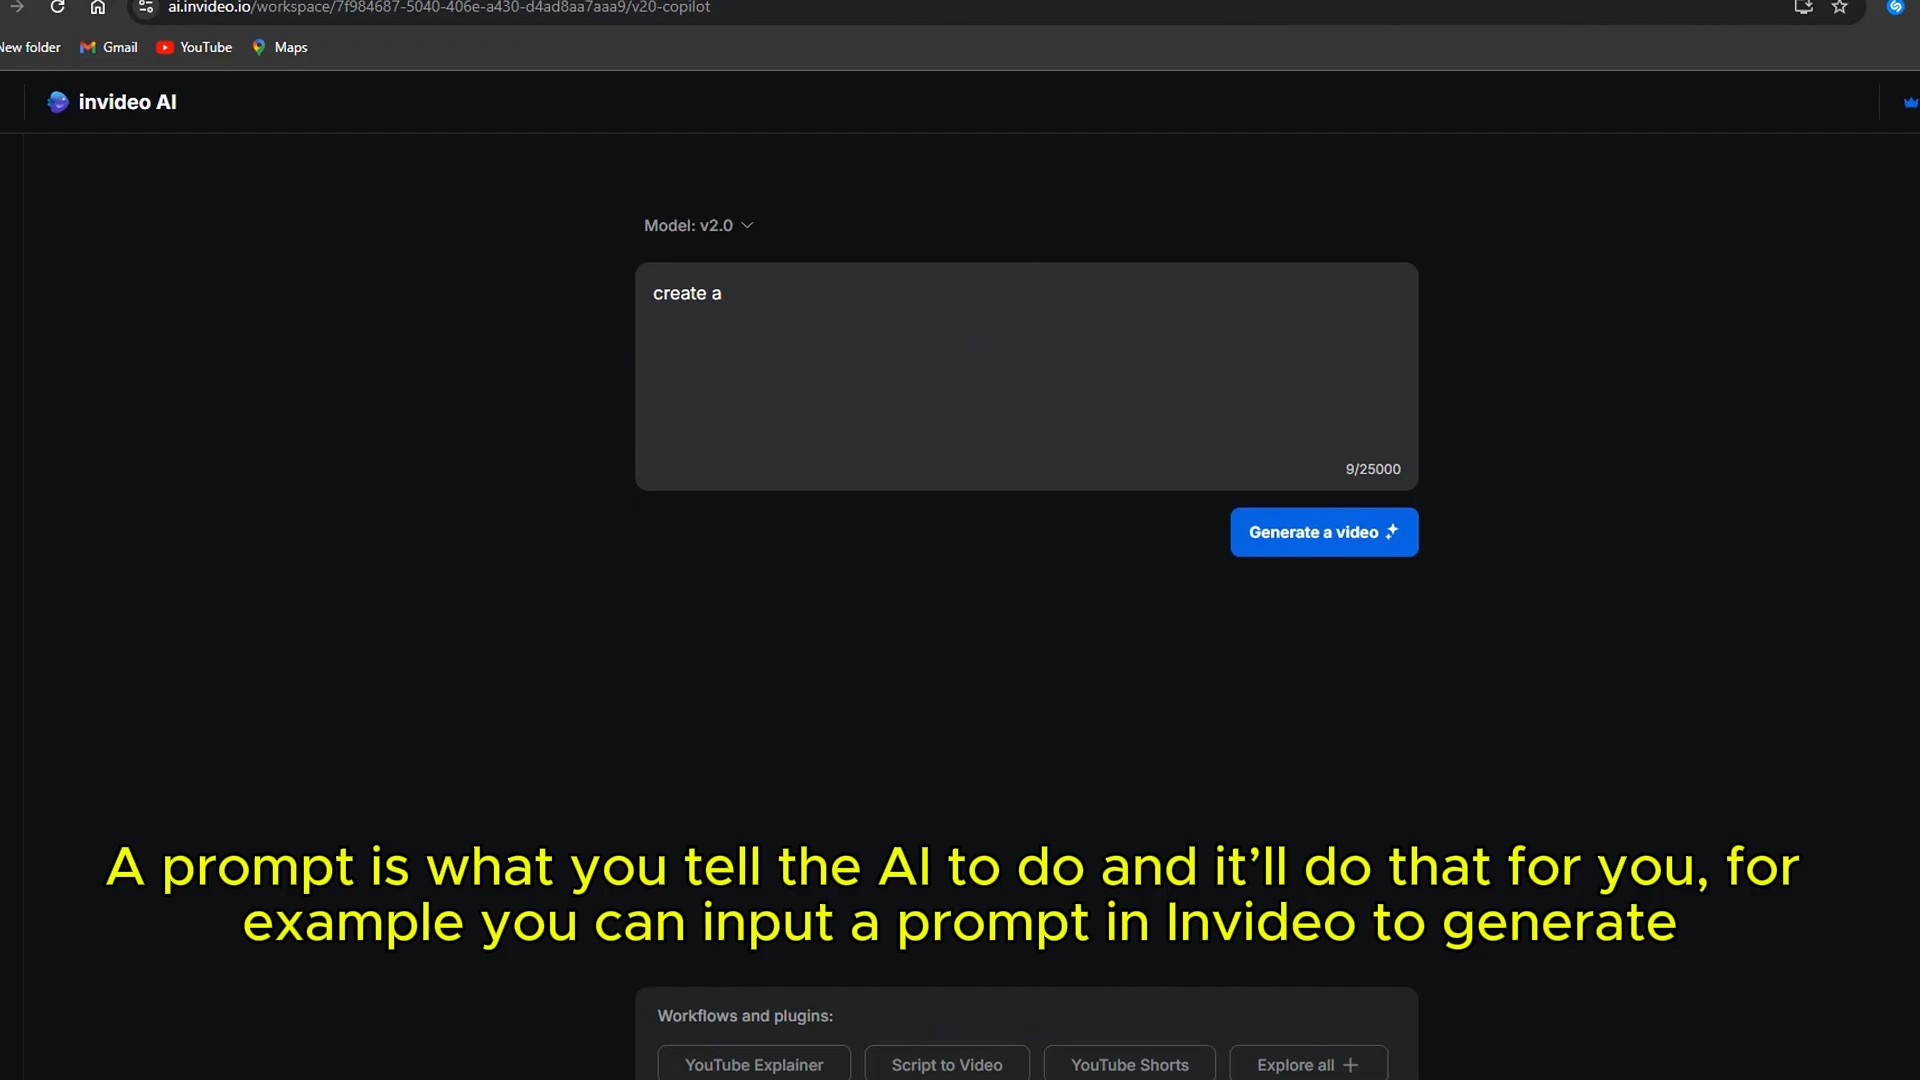 ai.invideo.io/workspace/7f984687-5040-406e-a430-d4ad8aa7aaa9/v20-copilot
New folder Gmail YouTube Maps
invideo AI
Model: v2.0
create a
9/25000
Generate a video
A prompt is what you tell the AI to do and it’ll do that for you, for
example you can input a prompt in Invideo to generate
Workflows and plugins:
YouTube Explainer Script to Video YouTube Shorts Explore all